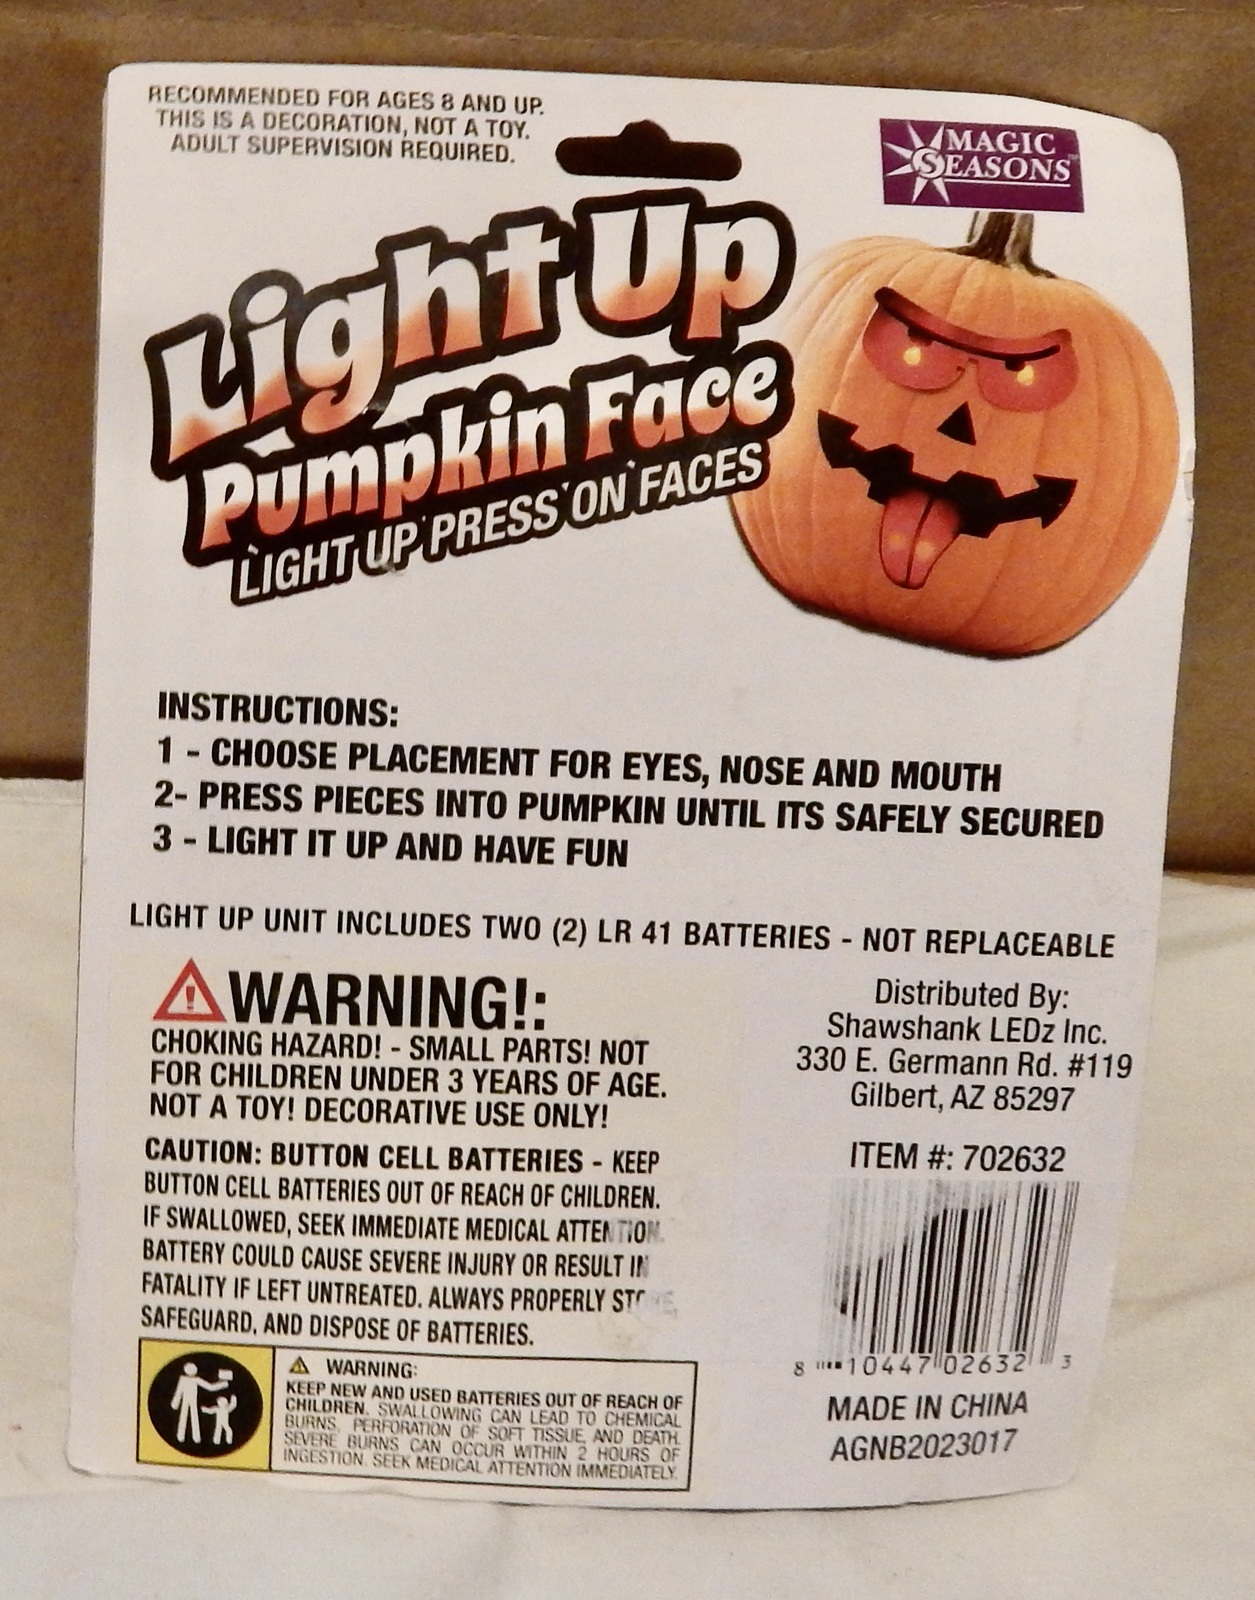 RECOMMENDED FOR AGES 8 AND UP.
THIS IS A DECORATION, NOT A TOY.
ADULT SUPERVISION REQUIRED.
MAGIC
SEASONS™
Light Up
Pumpkin Face
LIGHT UP PRESS ON FACES
INSTRUCTIONS:
1 - CHOOSE PLACEMENT FOR EYES, NOSE AND MOUTH
2- PRESS PIECES INTO PUMPKIN UNTIL ITS SAFELY SECURED
3 - LIGHT IT UP AND HAVE FUN
LIGHT UP UNIT INCLUDES TWO (2) LR 41 BATTERIES - NOT REPLACEABLE
WARNING!:
CHOKING HAZARD! - SMALL PARTS! NOT
FOR CHILDREN UNDER 3 YEARS OF AGE.
NOT A TOY! DECORATIVE USE ONLY!
CAUTION: BUTTON CELL BATTERIES - KEEP
BUTTON CELL BATTERIES OUT OF REACH OF CHILDREN.
IF SWALLOWED, SEEK IMMEDIATE MEDICAL ATTENTION.
BATTERY COULD CAUSE SEVERE INJURY OR RESULT IN
FATALITY IF LEFT UNTREATED. ALWAYS PROPERLY STORE,
SAFEGUARD, AND DISPOSE OF BATTERIES.
WARNING:
KEEP NEW AND USED BATTERIES OUT OF REACH OF
CHILDREN. SWALLOWING CAN LEAD TO CHEMICAL
BURNS, PERFORATION OF SOFT TISSUE, AND DEATH.
SEVERE BURNS CAN OCCUR WITHIN 2 HOURS OF
INGESTION. SEEK MEDICAL ATTENTION IMMEDIATELY.
Distributed By:
Shawshank LEDz Inc.
330 E. Germann Rd. #119
Gilbert, AZ 85297
ITEM #: 702632
8 10447 02632 3
MADE IN CHINA
AGNB2023017